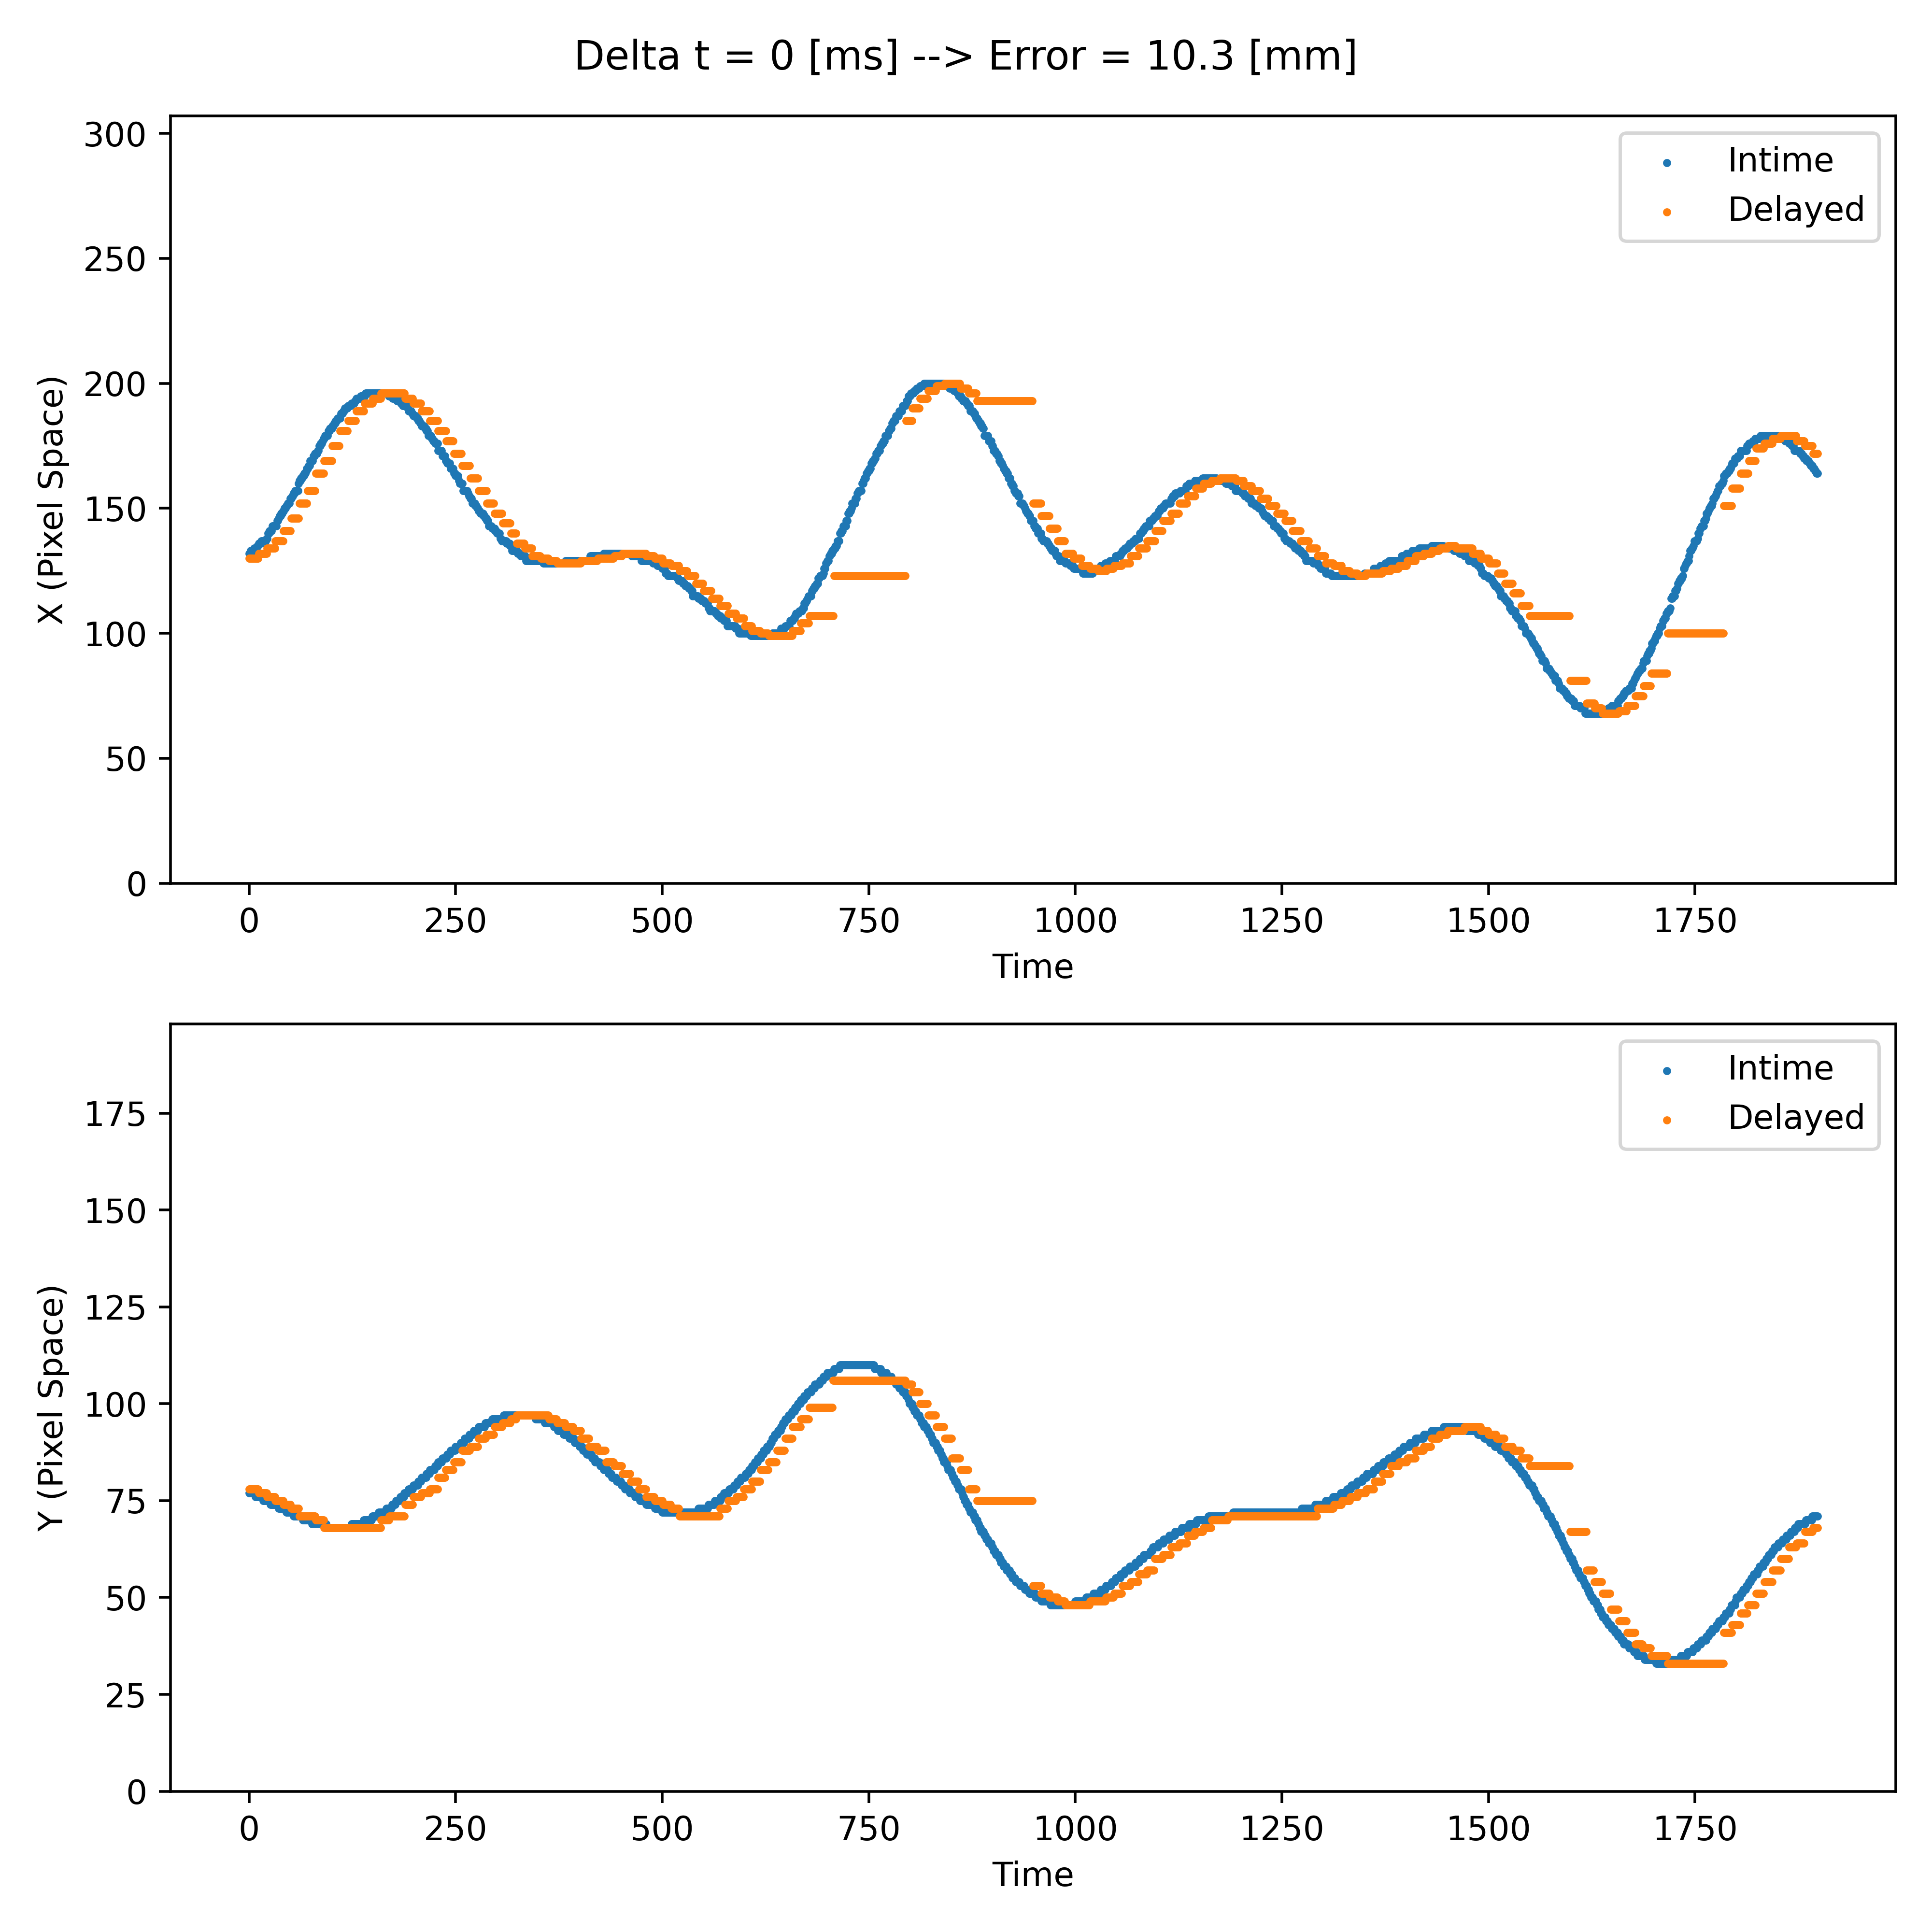 Delta t = 0 [ms] --> Error = 10.3 [mm]
300
250
200
150
100
50
0
X (Pixel Space)
Intime
Delayed
0 250 500 750 1000 1250 1500 1750
Time
175
150
125
100
75
50
25
0
Y (Pixel Space)
Intime
Delayed
0 250 500 750 1000 1250 1500 1750
Time